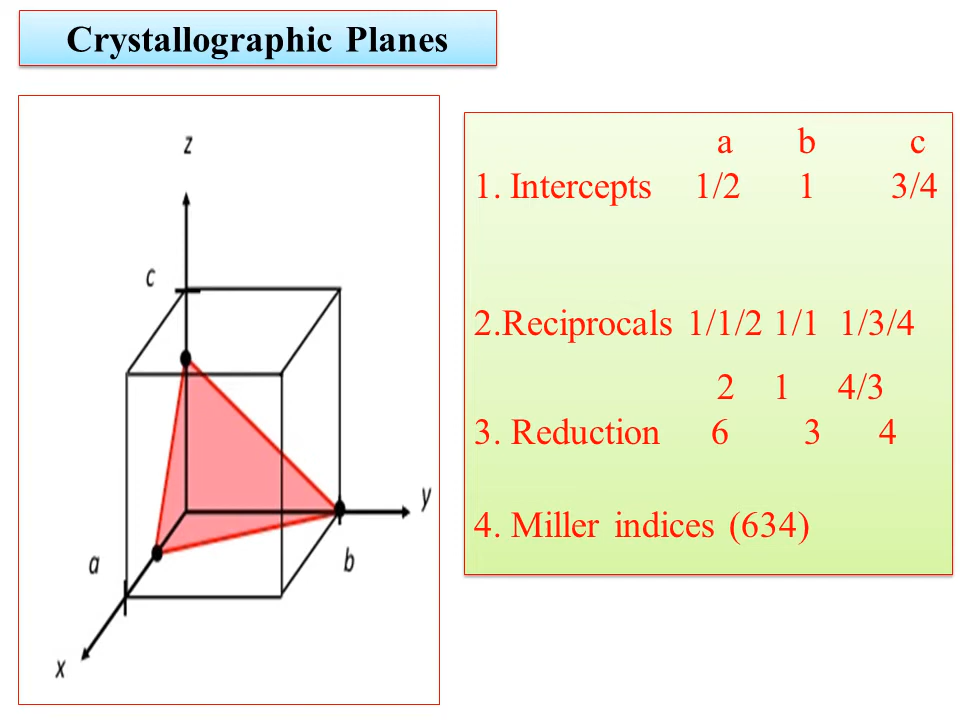 Crystallographic Planes
z
c
y
a
b
x
a b c
1. Intercepts 1/2 1 3/4
2.Reciprocals 1/1/2 1/1 1/3/4
2 1 4/3
3. Reduction 6 3 4
4. Miller indices (634)